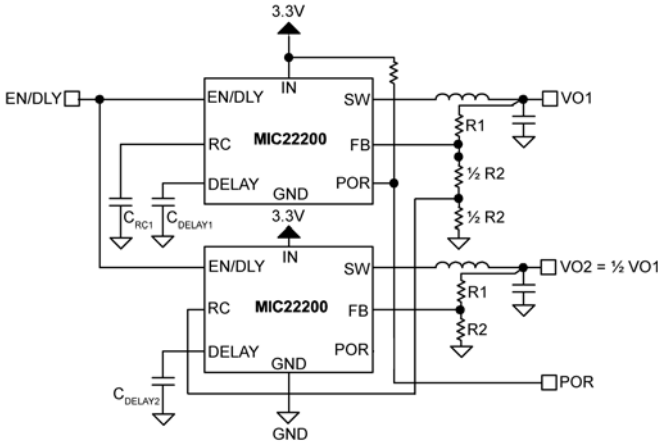 3.3V
EN/DLY
EN/DLY
IN
SW
VO1
R1
RC
MIC22200
FB
½ R2
DELAY
POR
GND
C_RC1
C_DELAY1
½ R2
3.3V
IN
EN/DLY
SW
VO2 = ½ VO1
R1
RC
MIC22200
FB
R2
DELAY
POR
GND
C_DELAY2
POR
GND